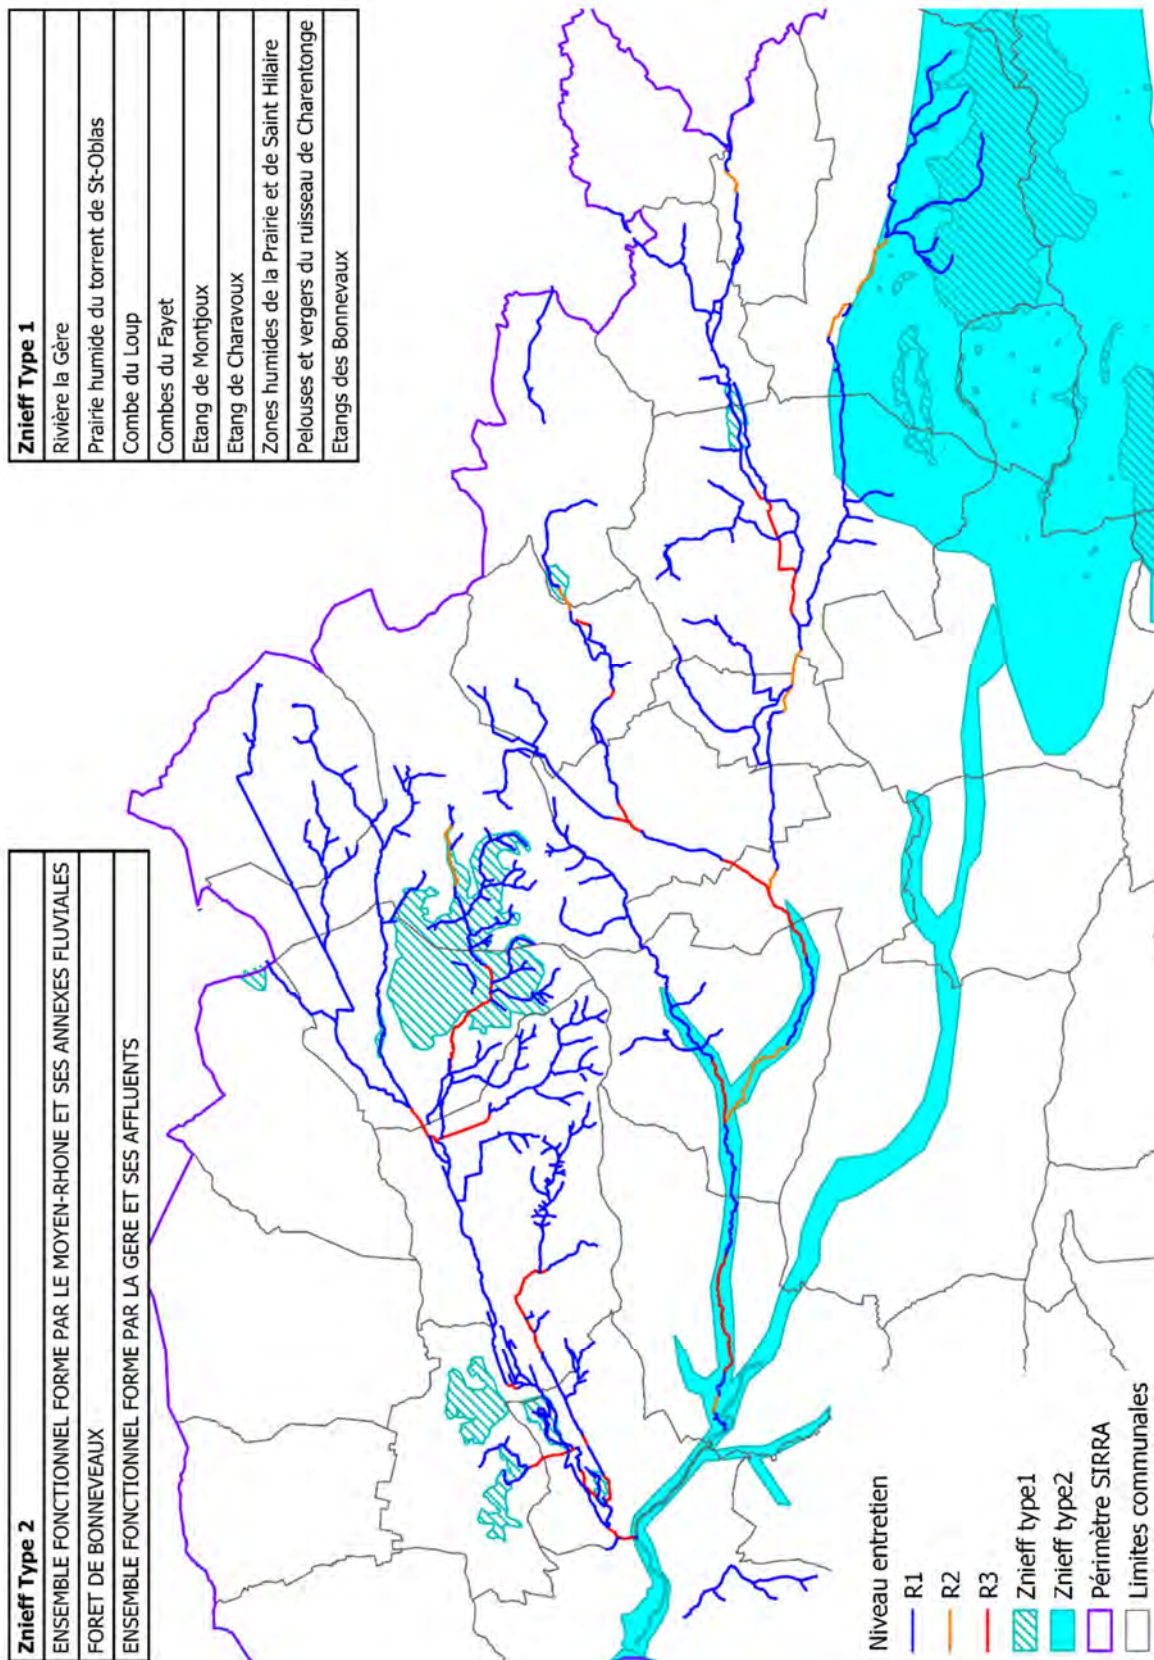 Znieff Type 2
ENSEMBLE FONCTIONNEL FORME PAR LE MOYEN-RHONE ET SES ANNEXES FLUVIALES
FORET DE BONNEVEAUX
ENSEMBLE FONCTIONNEL FORME PAR LA GERE ET SES AFFLUENTS
Znieff Type 1
Rivière la Gère
Prairie humide du torrent de St-Oblas
Combe du Loup
Combes du Fayet
Etang de Montjoux
Etang de Charavoux
Zones humides de la Prairie et de Saint Hilaire
Pelouses et vergers du ruisseau de Charentonge
Etangs des Bonnevaux
Niveau entretien
R1
R2
R3
Znieff type1
Znieff type2
Périmètre SIRRA
Limites communales